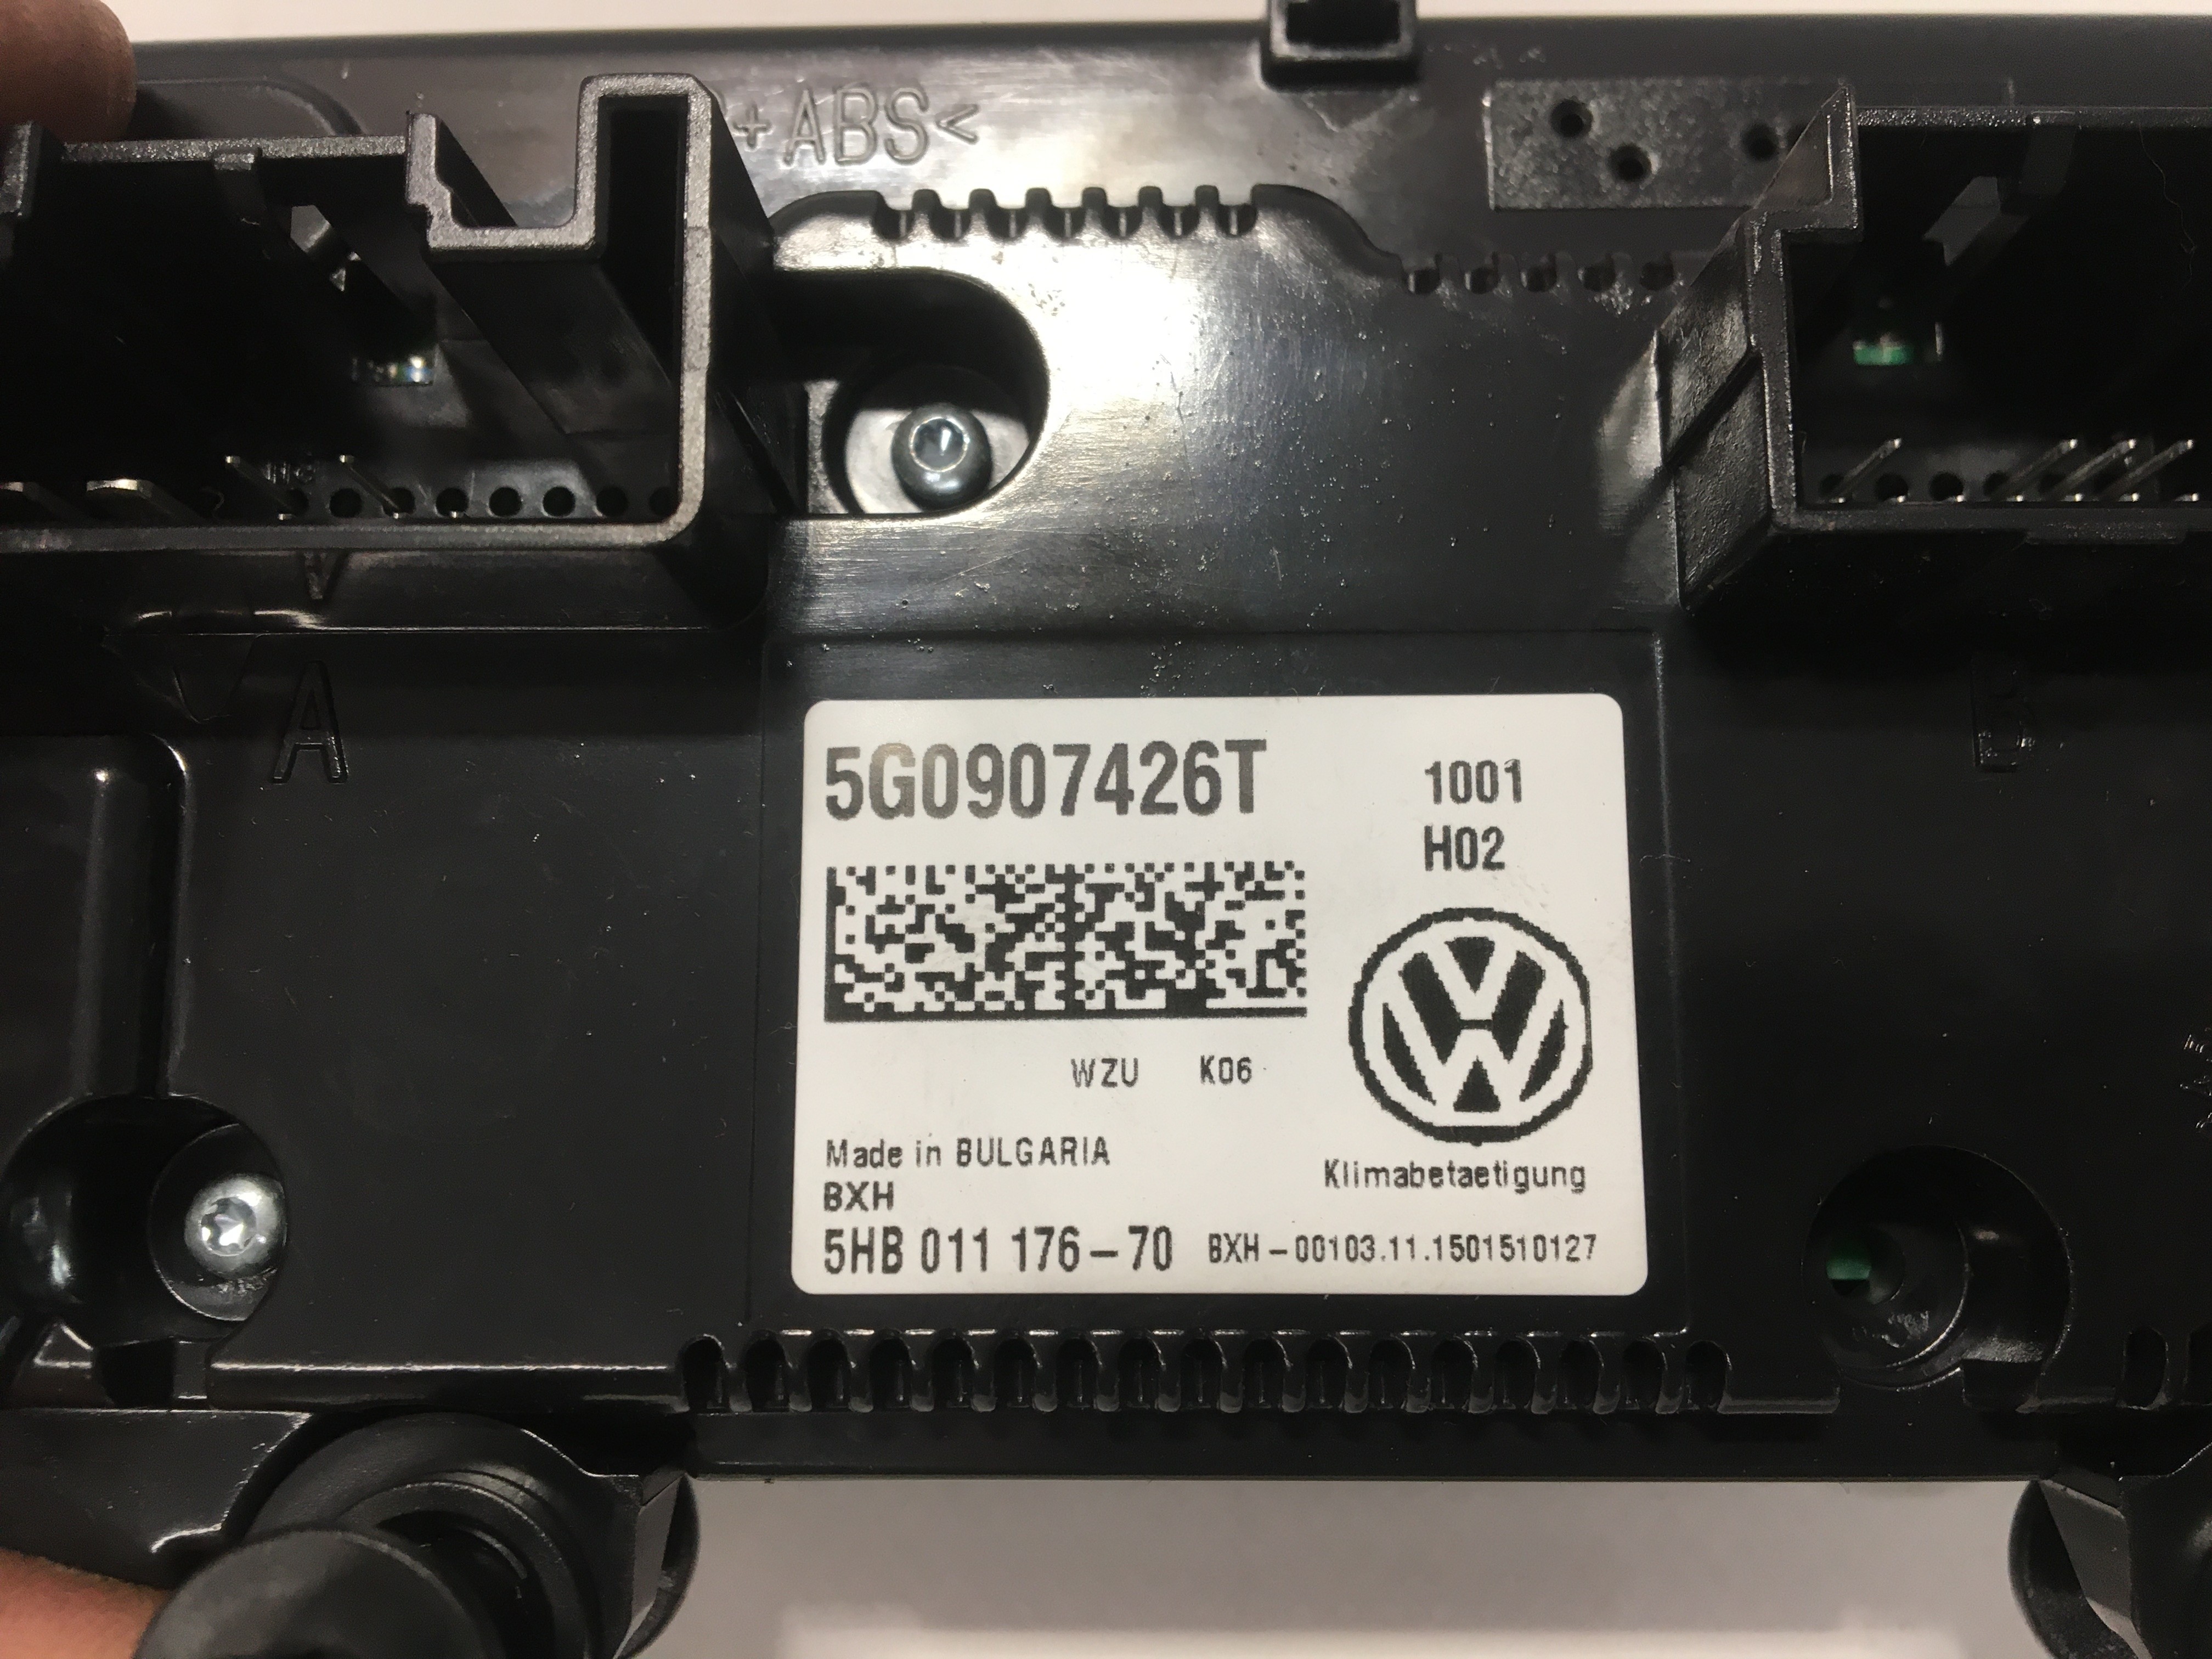 +ABS<
A
B
5G0907426T
1001
H02
WZU K06
Made in BULGARIA
BXH
Klimabetaetigung
5HB 011 176-70
BXH-00103.11.1501510127